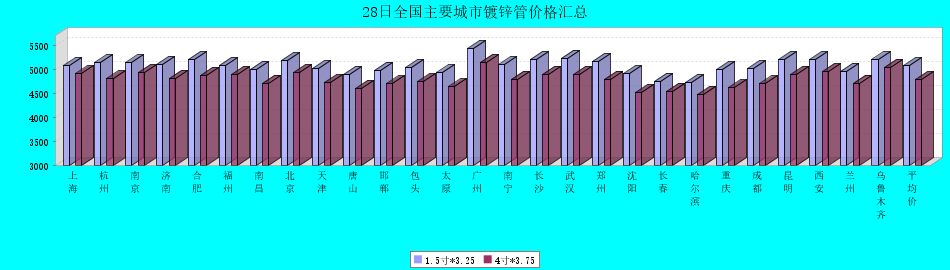 28日全国主要城市镀锌管价格汇总
5500
5000
4500
4000
3500
3000
上海 杭州 南京 济南 合肥 福州 南昌 北京 天津 唐山 邯郸 包头 太原 广州 南宁 长沙 武汉 郑州 沈阳 长春 哈尔滨 重庆 成都 昆明 西安 兰州 乌鲁木齐 平均价
1.5寸*3.25 4寸*3.75